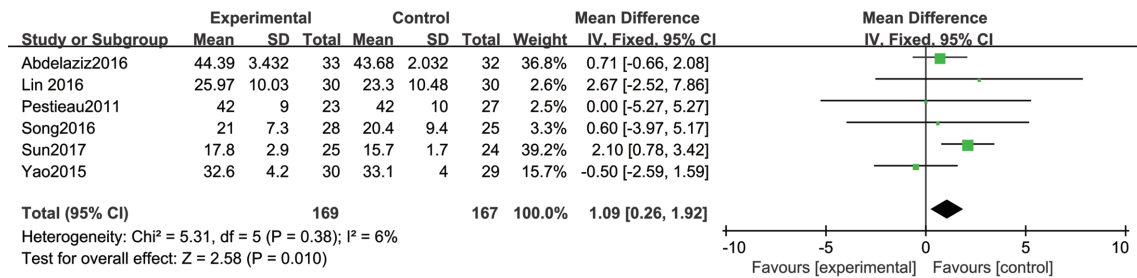 Experimental Control Mean Difference Mean Difference
Study or Subgroup Mean SD Total Mean SD Total Weight IV, Fixed, 95% CI IV, Fixed, 95% CI
Abdelaziz2016 44.39 3.432 33 43.68 2.032 32 36.8% 0.71 [-0.66, 2.08]
Lin 2016 25.97 10.03 30 23.3 10.48 30 2.6% 2.67 [-2.52, 7.86]
Pestieau2011 42 9 23 42 10 27 2.5% 0.00 [-5.27, 5.27]
Song2016 21 7.3 28 20.4 9.4 25 3.3% 0.60 [-3.97, 5.17]
Sun2017 17.8 2.9 25 15.7 1.7 24 39.2% 2.10 [0.78, 3.42]
Yao2015 32.6 4.2 30 33.1 4 29 15.7% -0.50 [-2.59, 1.59]
Total (95% CI) 169 167 100.0% 1.09 [0.26, 1.92]
Heterogeneity: Chi² = 5.31, df = 5 (P = 0.38); I² = 6%
Test for overall effect: Z = 2.58 (P = 0.010)
-10 -5 0 5 10
Favours [experimental] Favours [control]